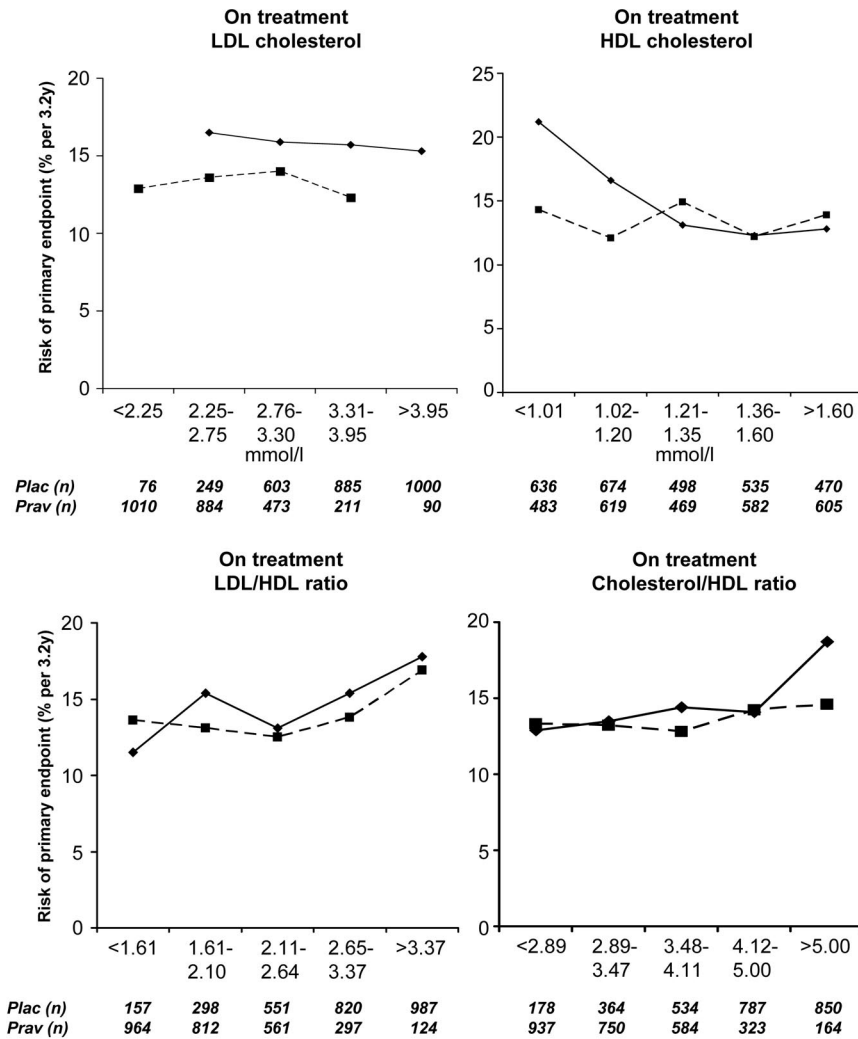 On treatment
LDL cholesterol
Risk of primary endpoint (% per 3.2y)
20
15
10
5
0
<2.25 2.25-2.75 2.76-3.30 3.31-3.95 >3.95
mmol/l
Plac (n) 76 249 603 885 1000
Prav (n) 1010 884 473 211 90
On treatment
HDL cholesterol
25
20
15
10
5
0
<1.01 1.02-1.20 1.21-1.35 1.36-1.60 >1.60
mmol/l
636 674 498 535 470
483 619 469 582 605
On treatment
LDL/HDL ratio
Risk of primary endpoint (% per 3.2y)
20
15
10
5
0
<1.61 1.61-2.10 2.11-2.64 2.65-3.37 >3.37
Plac (n) 157 298 551 820 987
Prav (n) 964 812 561 297 124
On treatment
Cholesterol/HDL ratio
20
15
10
5
0
<2.89 2.89-3.47 3.48-4.11 4.12-5.00 >5.00
178 364 534 787 850
937 750 584 323 164